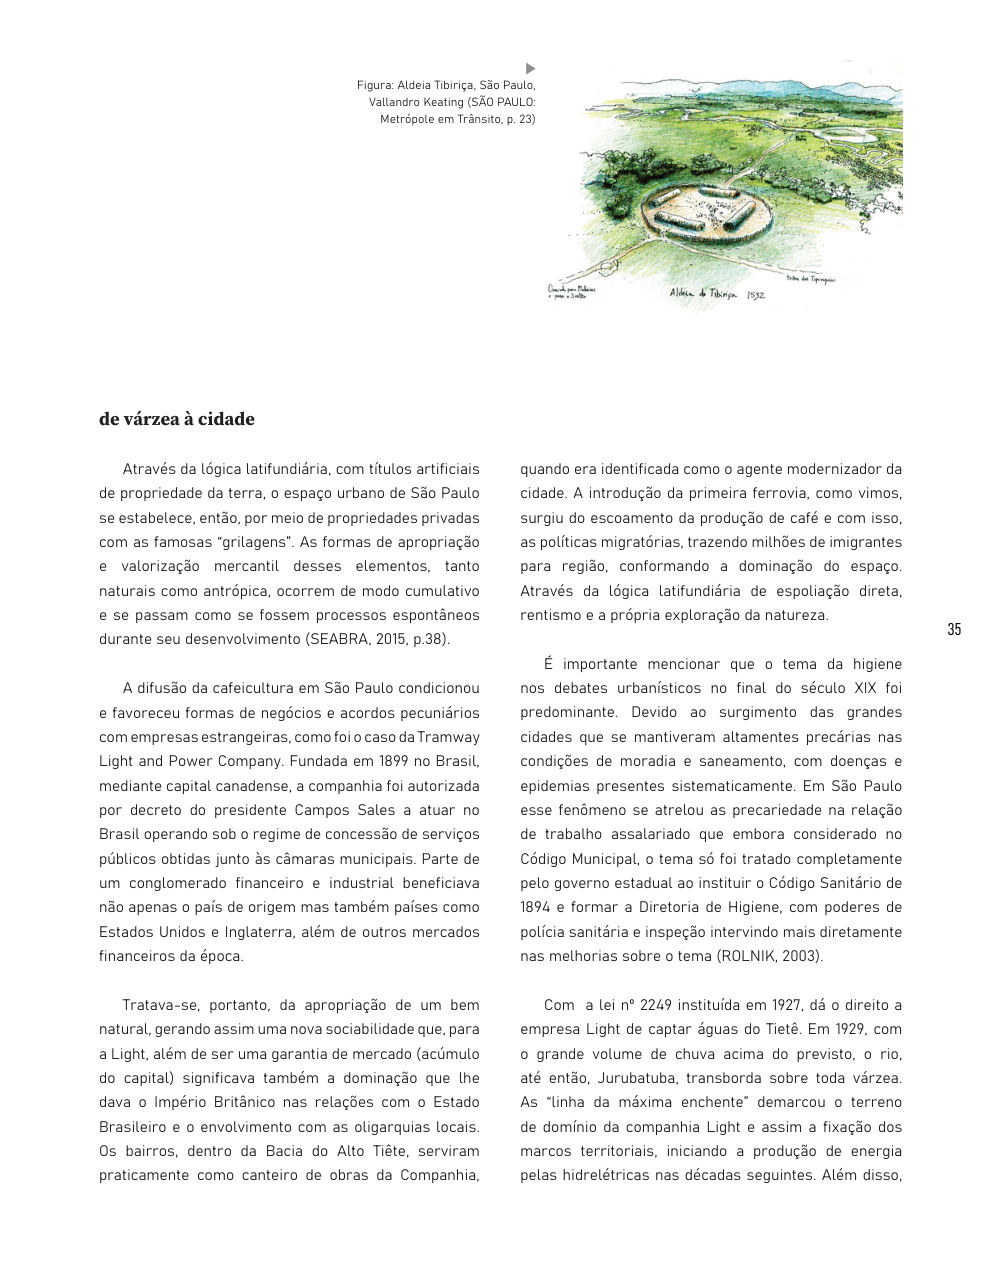 Figura: Aldeia Tibiriça, São Paulo,
Vallandro Keating (SÃO PAULO:
Metrópole em Trânsito, p. 23)
Aldeia de Tibiriça 1532
de várzea à cidade
Através da lógica latifundiária, com títulos artificiais
de propriedade da terra, o espaço urbano de São Paulo
se estabelece, então, por meio de propriedades privadas
com as famosas “grilagens”. As formas de apropriação
e valorização mercantil desses elementos, tanto
naturais como antrópica, ocorrem de modo cumulativo
e se passam como se fossem processos espontâneos
durante seu desenvolvimento (SEABRA, 2015, p.38).
A difusão da cafeicultura em São Paulo condicionou
e favoreceu formas de negócios e acordos pecuniários
com empresas estrangeiras, como foi o caso da Tramway
Light and Power Company. Fundada em 1899 no Brasil,
mediante capital canadense, a companhia foi autorizada
por decreto do presidente Campos Sales a atuar no
Brasil operando sob o regime de concessão de serviços
públicos obtidas junto às câmaras municipais. Parte de
um conglomerado financeiro e industrial beneficiava
não apenas o país de origem mas também países como
Estados Unidos e Inglaterra, além de outros mercados
financeiros da época.
Tratava-se, portanto, da apropriação de um bem
natural, gerando assim uma nova sociabilidade que, para
a Light, além de ser uma garantia de mercado (acúmulo
do capital) significava também a dominação que lhe
dava o Império Britânico nas relações com o Estado
Brasileiro e o envolvimento com as oligarquias locais.
Os bairros, dentro da Bacia do Alto Tiête, serviram
praticamente como canteiro de obras da Companhia,
quando era identificada como o agente modernizador da
cidade. A introdução da primeira ferrovia, como vimos,
surgiu do escoamento da produção de café e com isso,
as políticas migratórias, trazendo milhões de imigrantes
para região, conformando a dominação do espaço.
Através da lógica latifundiária de espoliação direta,
rentismo e a própria exploração da natureza.
É importante mencionar que o tema da higiene
nos debates urbanísticos no final do século XIX foi
predominante. Devido ao surgimento das grandes
cidades que se mantiveram altamentes precárias nas
condições de moradia e saneamento, com doenças e
epidemias presentes sistematicamente. Em São Paulo
esse fenômeno se atrelou as precariedade na relação
de trabalho assalariado que embora considerado no
Código Municipal, o tema só foi tratado completamente
pelo governo estadual ao instituir o Código Sanitário de
1894 e formar a Diretoria de Higiene, com poderes de
polícia sanitária e inspeção intervindo mais diretamente
nas melhorias sobre o tema (ROLNIK, 2003).
Com a lei nº 2249 instituída em 1927, dá o direito a
empresa Light de captar águas do Tietê. Em 1929, com
o grande volume de chuva acima do previsto, o rio,
até então, Jurubatuba, transborda sobre toda várzea.
As “linha da máxima enchente” demarcou o terreno
de domínio da companhia Light e assim a fixação dos
marcos territoriais, iniciando a produção de energia
pelas hidrelétricas nas décadas seguintes. Além disso,
35